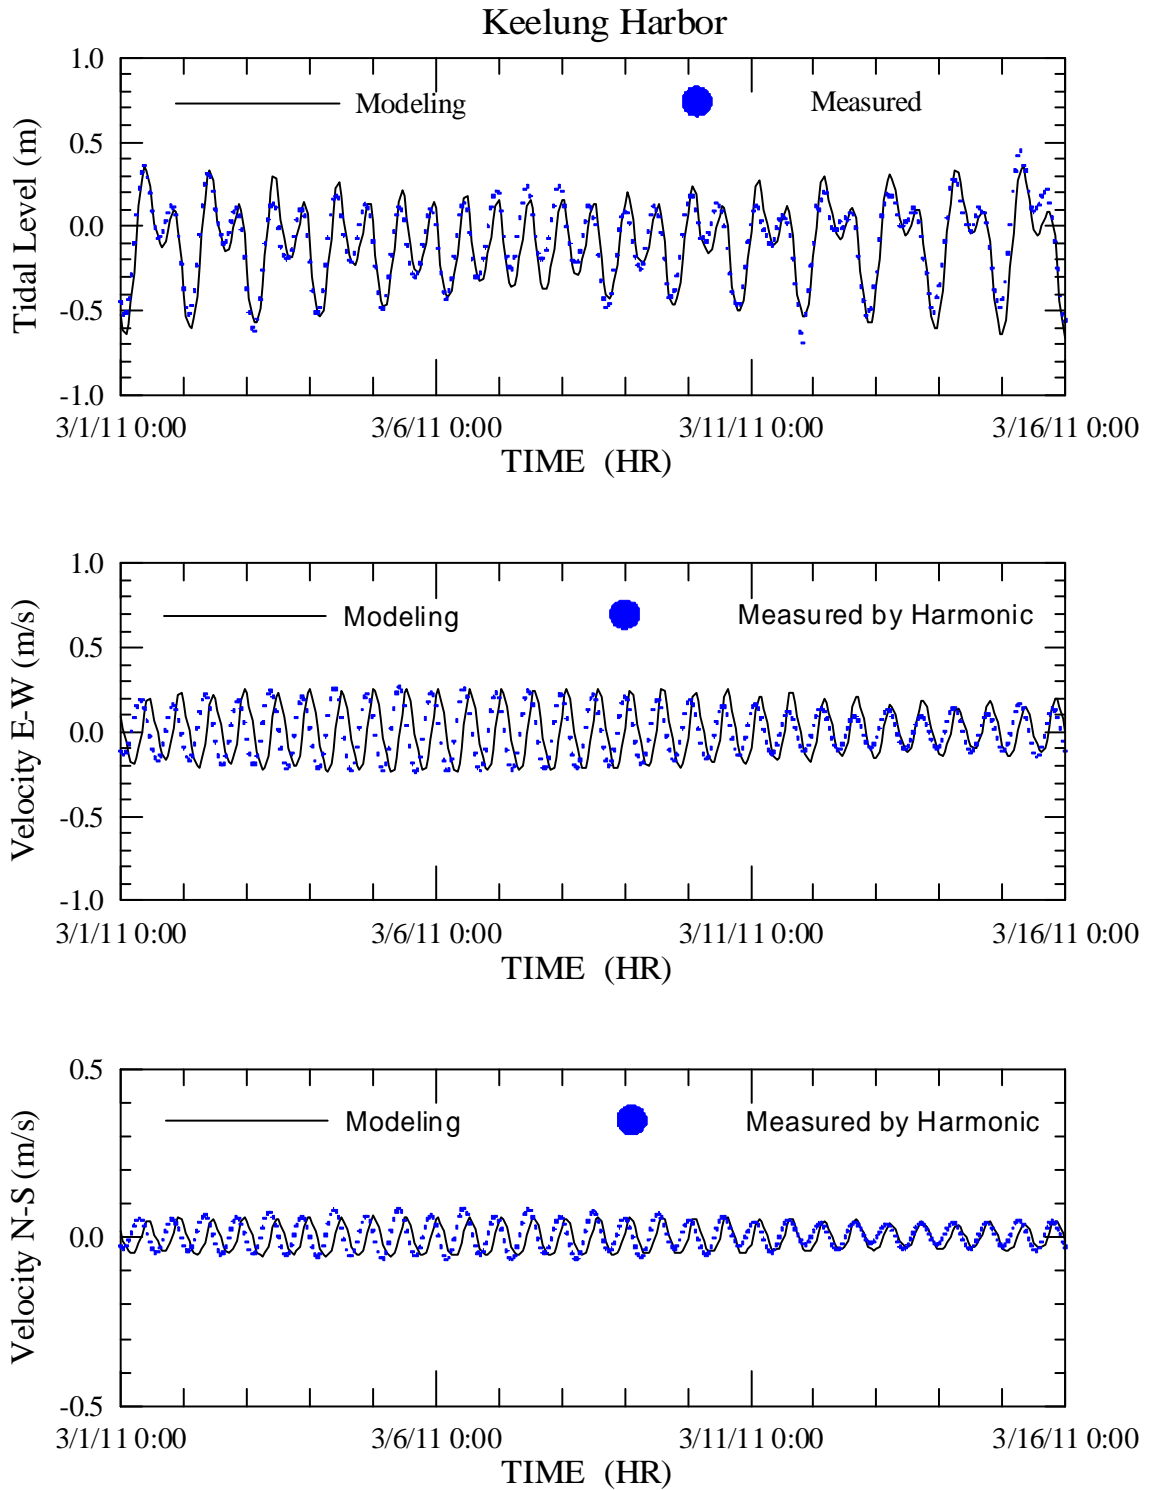 Keelung Harbor
1.0
Modeling
Measured
0.5
0.0
-0.5
-1.0
Tidal Level (m)
3/1/11 0:00 3/6/11 0:00 3/11/11 0:00 3/16/11 0:00
TIME (HR)
1.0
Modeling
Measured by Harmonic
0.5
0.0
-0.5
-1.0
Velocity E-W (m/s)
3/1/11 0:00 3/6/11 0:00 3/11/11 0:00 3/16/11 0:00
TIME (HR)
0.5
Modeling
Measured by Harmonic
0.0
-0.5
Velocity N-S (m/s)
3/1/11 0:00 3/6/11 0:00 3/11/11 0:00 3/16/11 0:00
TIME (HR)